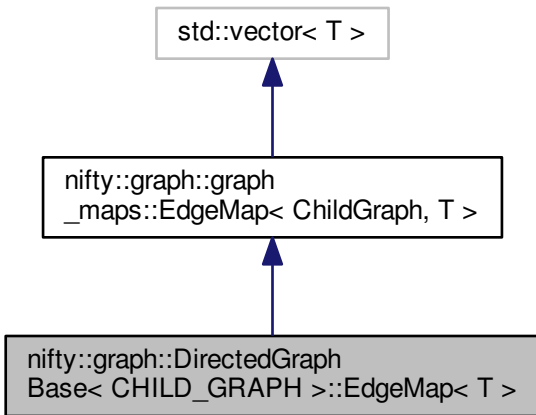 std::vector< T >
nifty::graph::graph
_maps::EdgeMap< ChildGraph, T >
nifty::graph::DirectedGraph
Base< CHILD_GRAPH >::EdgeMap< T >